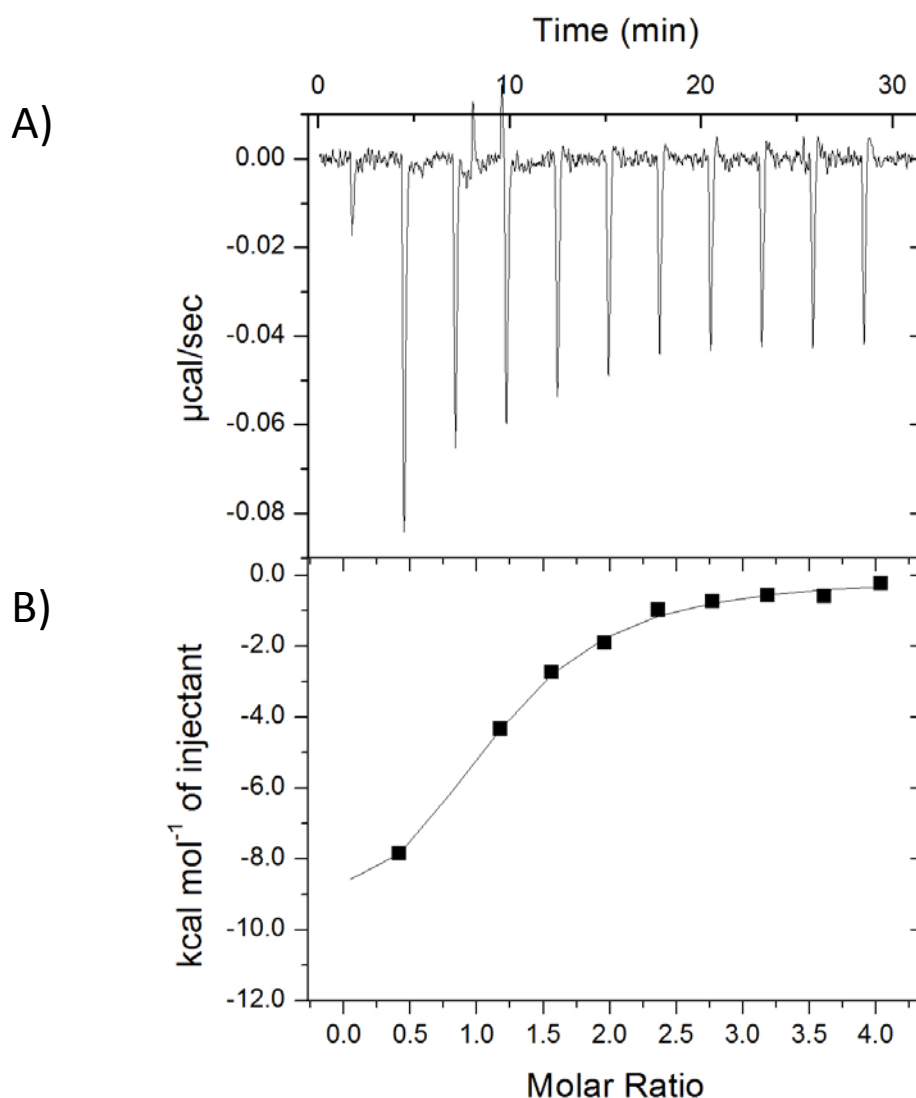 Time (min)
0 10 20 30
A)
0.00
-0.02
-0.04
-0.06
-0.08
µcal/sec
B)
0.0
-2.0
-4.0
-6.0
-8.0
-10.0
-12.0
kcal mol⁻¹ of injectant
0.0 0.5 1.0 1.5 2.0 2.5 3.0 3.5 4.0
Molar Ratio